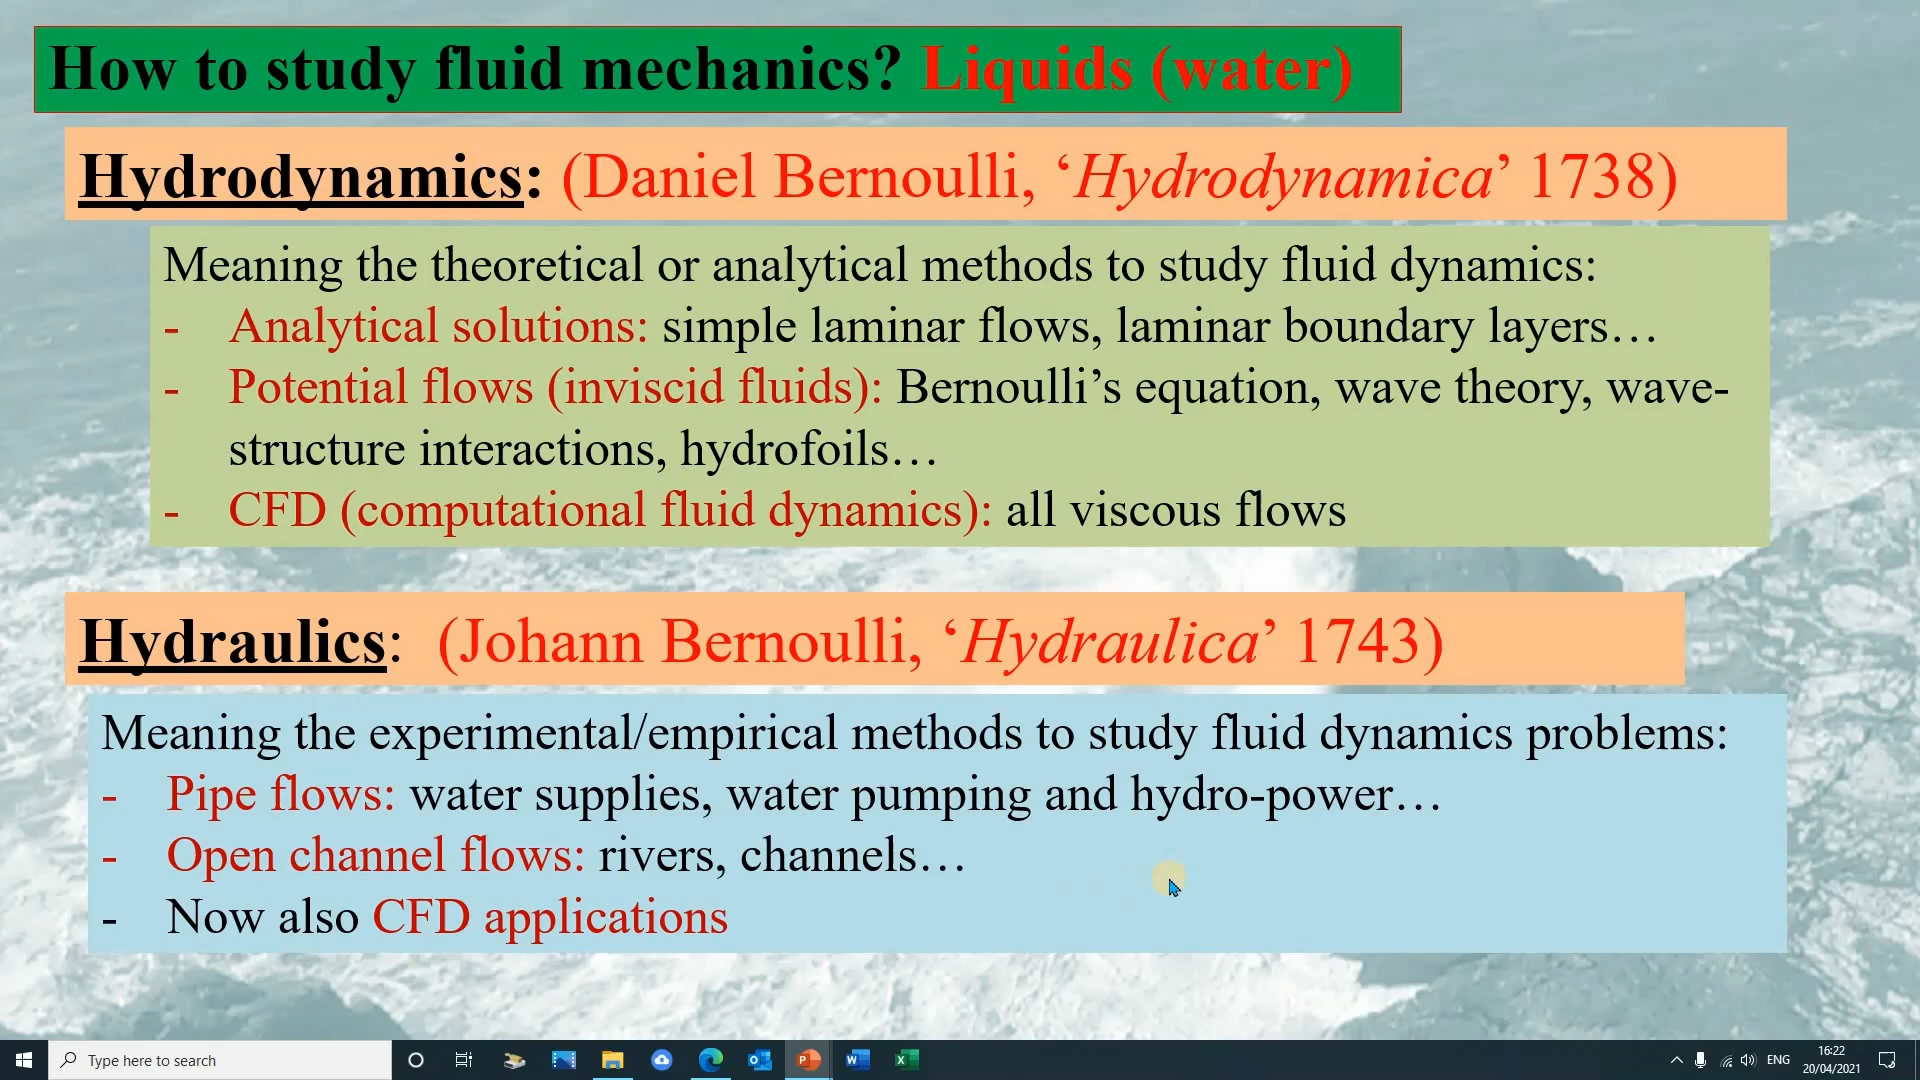 How to study fluid mechanics? Liquids (water)
Hydrodynamics: (Daniel Bernoulli, ‘Hydrodynamica’ 1738)
Meaning the theoretical or analytical methods to study fluid dynamics:
- Analytical solutions: simple laminar flows, laminar boundary layers…
- Potential flows (inviscid fluids): Bernoulli’s equation, wave theory, wave-
structure interactions, hydrofoils…
- CFD (computational fluid dynamics): all viscous flows
Hydraulics: (Johann Bernoulli, ‘Hydraulica’ 1743)
Meaning the experimental/empirical methods to study fluid dynamics problems:
- Pipe flows: water supplies, water pumping and hydro-power…
- Open channel flows: rivers, channels…
- Now also CFD applications
Type here to search
ENG
16:22
20/04/2021